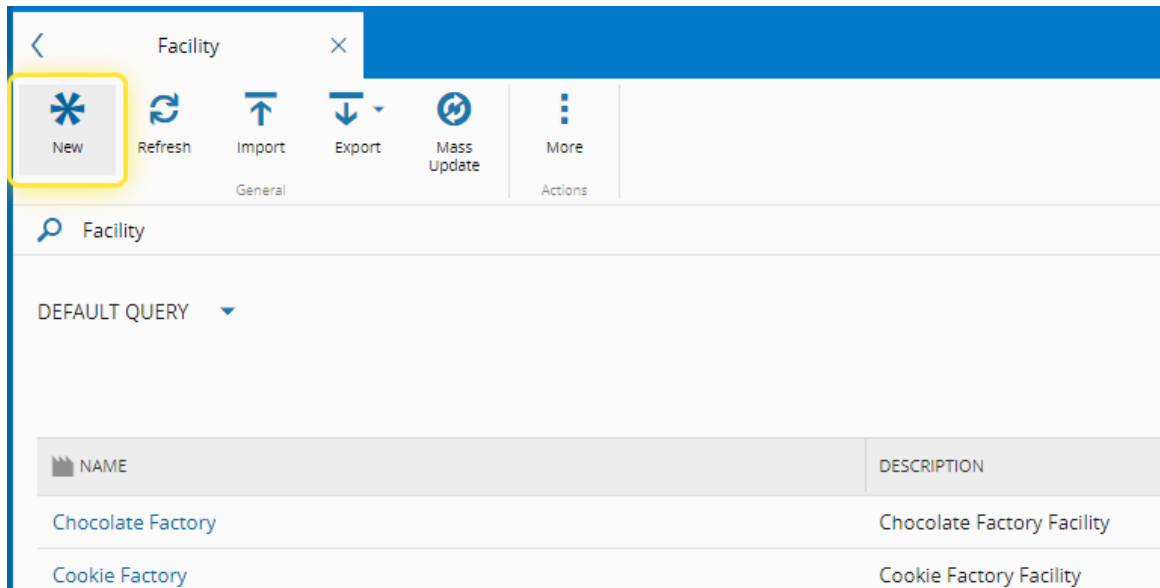 Facility
New Refresh Import Export Mass Update More
General Actions
Facility
DEFAULT QUERY
NAME DESCRIPTION
Chocolate Factory Chocolate Factory Facility
Cookie Factory Cookie Factory Facility